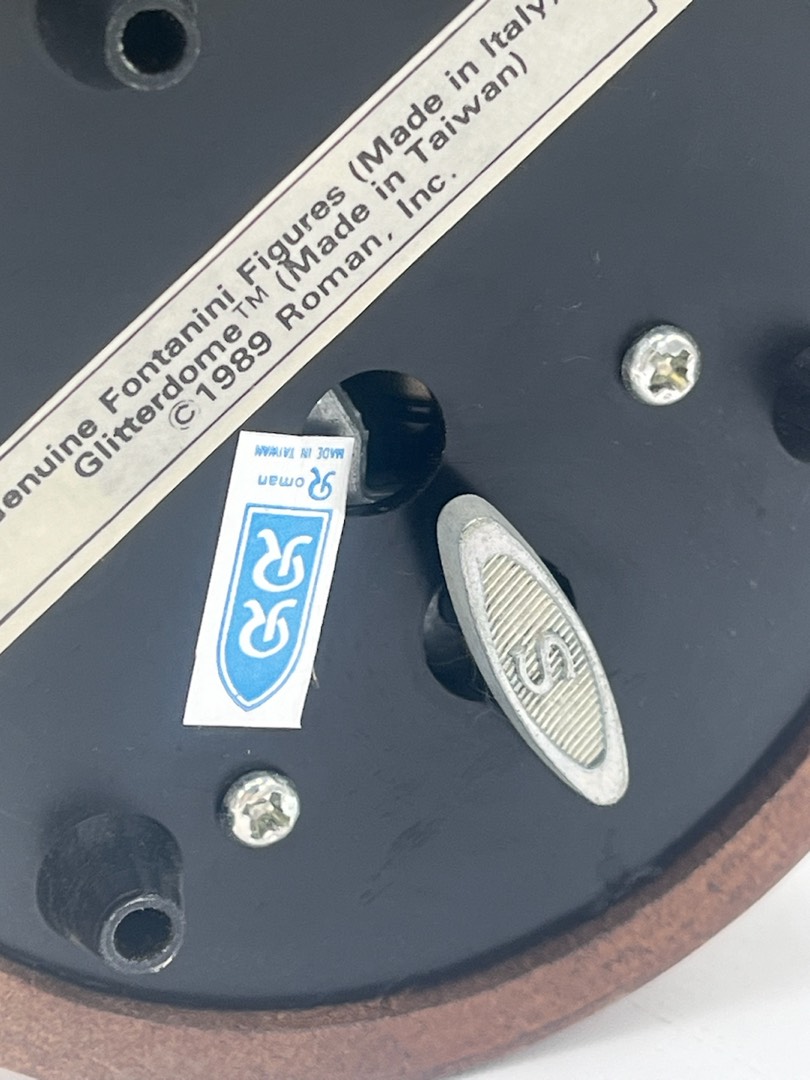 Genuine Fontanini Figures (Made in Italy)
Glitterdome™ (Made in Taiwan)
© 1989 Roman, Inc.
R R
Roman
MADE IN TAIWAN
S